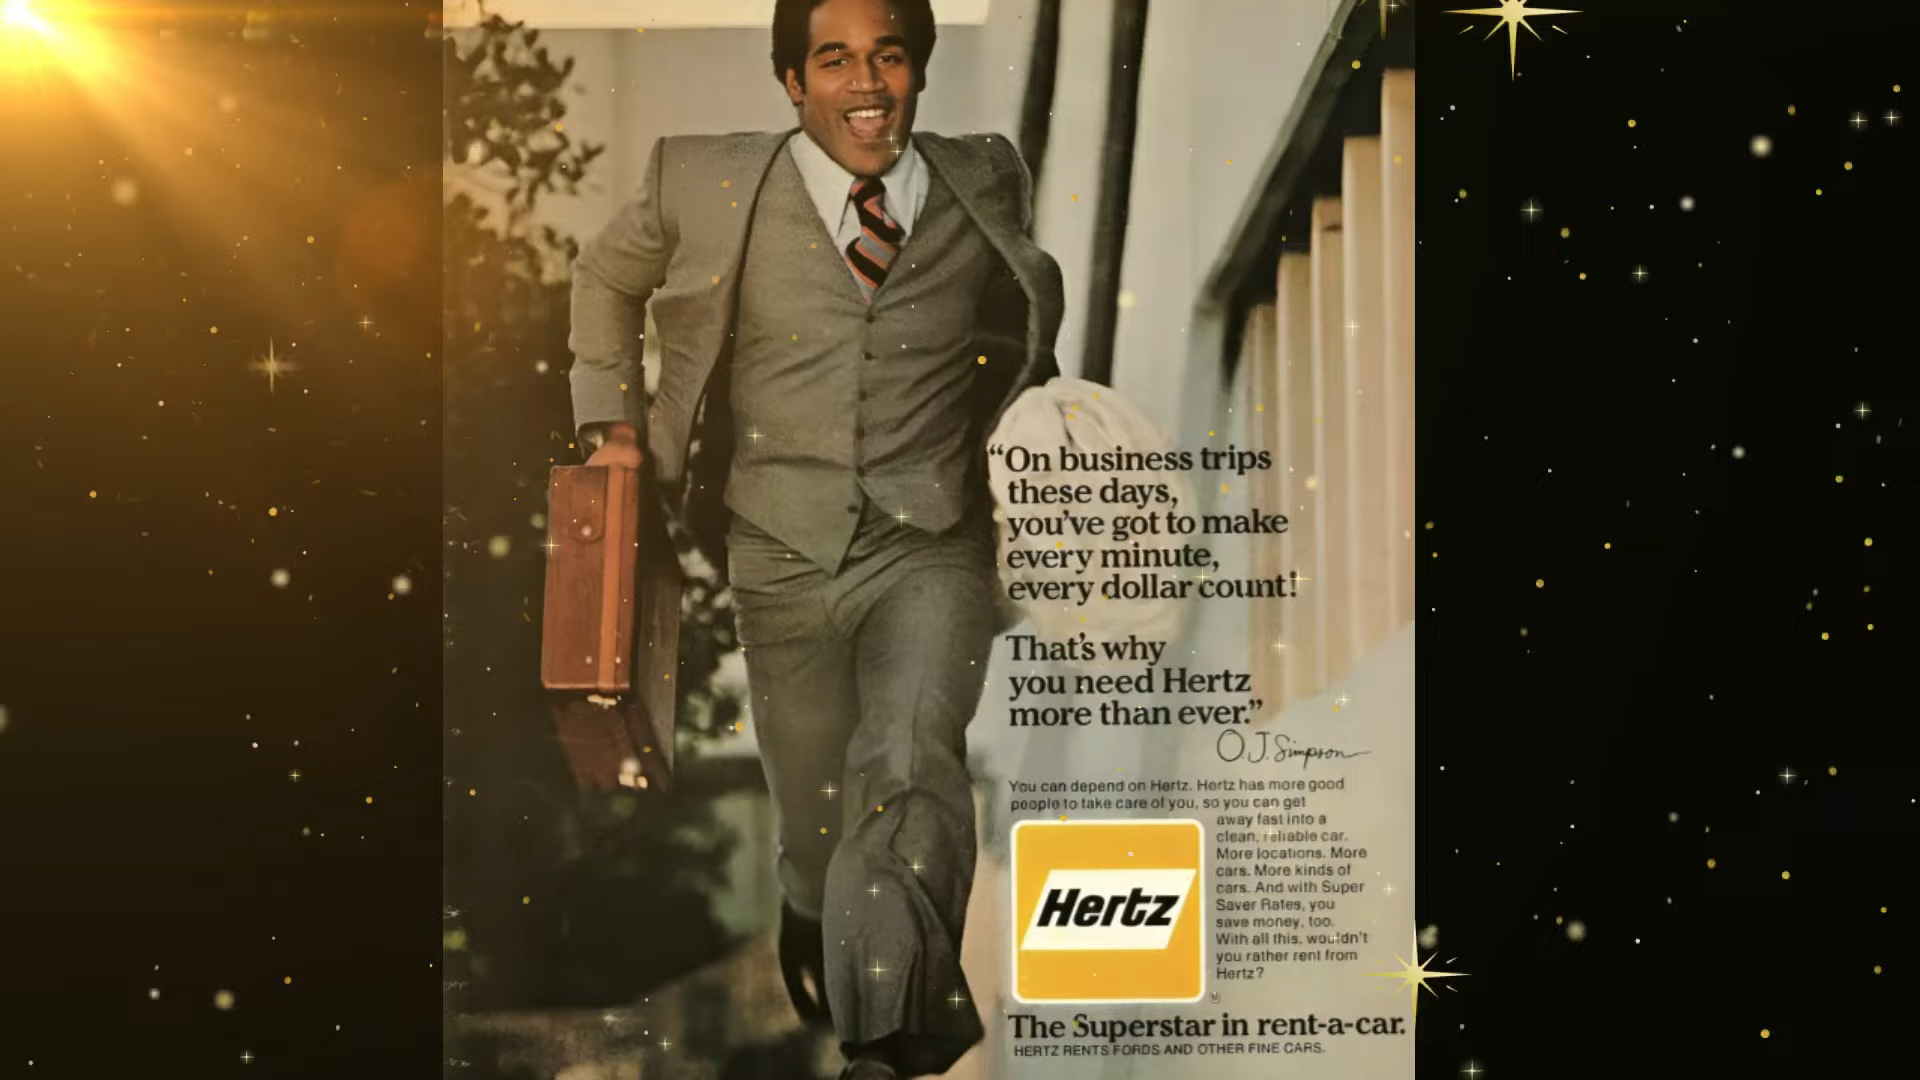 “On business trips
these days,
you’ve got to make
every minute,
every dollar count!
That’s why
you need Hertz
more than ever.”
O.J. Simpson
You can depend on Hertz. Hertz has more good
people to take care of you, so you can get
away fast into a
clean, reliable car.
More locations. More
cars. More kinds of
cars. And with Super
Saver Rates, you
save money, too.
With all this, wouldn’t
you rather rent from
Hertz?
Hertz
®
The Superstar in rent-a-car.
HERTZ RENTS FORDS AND OTHER FINE CARS.